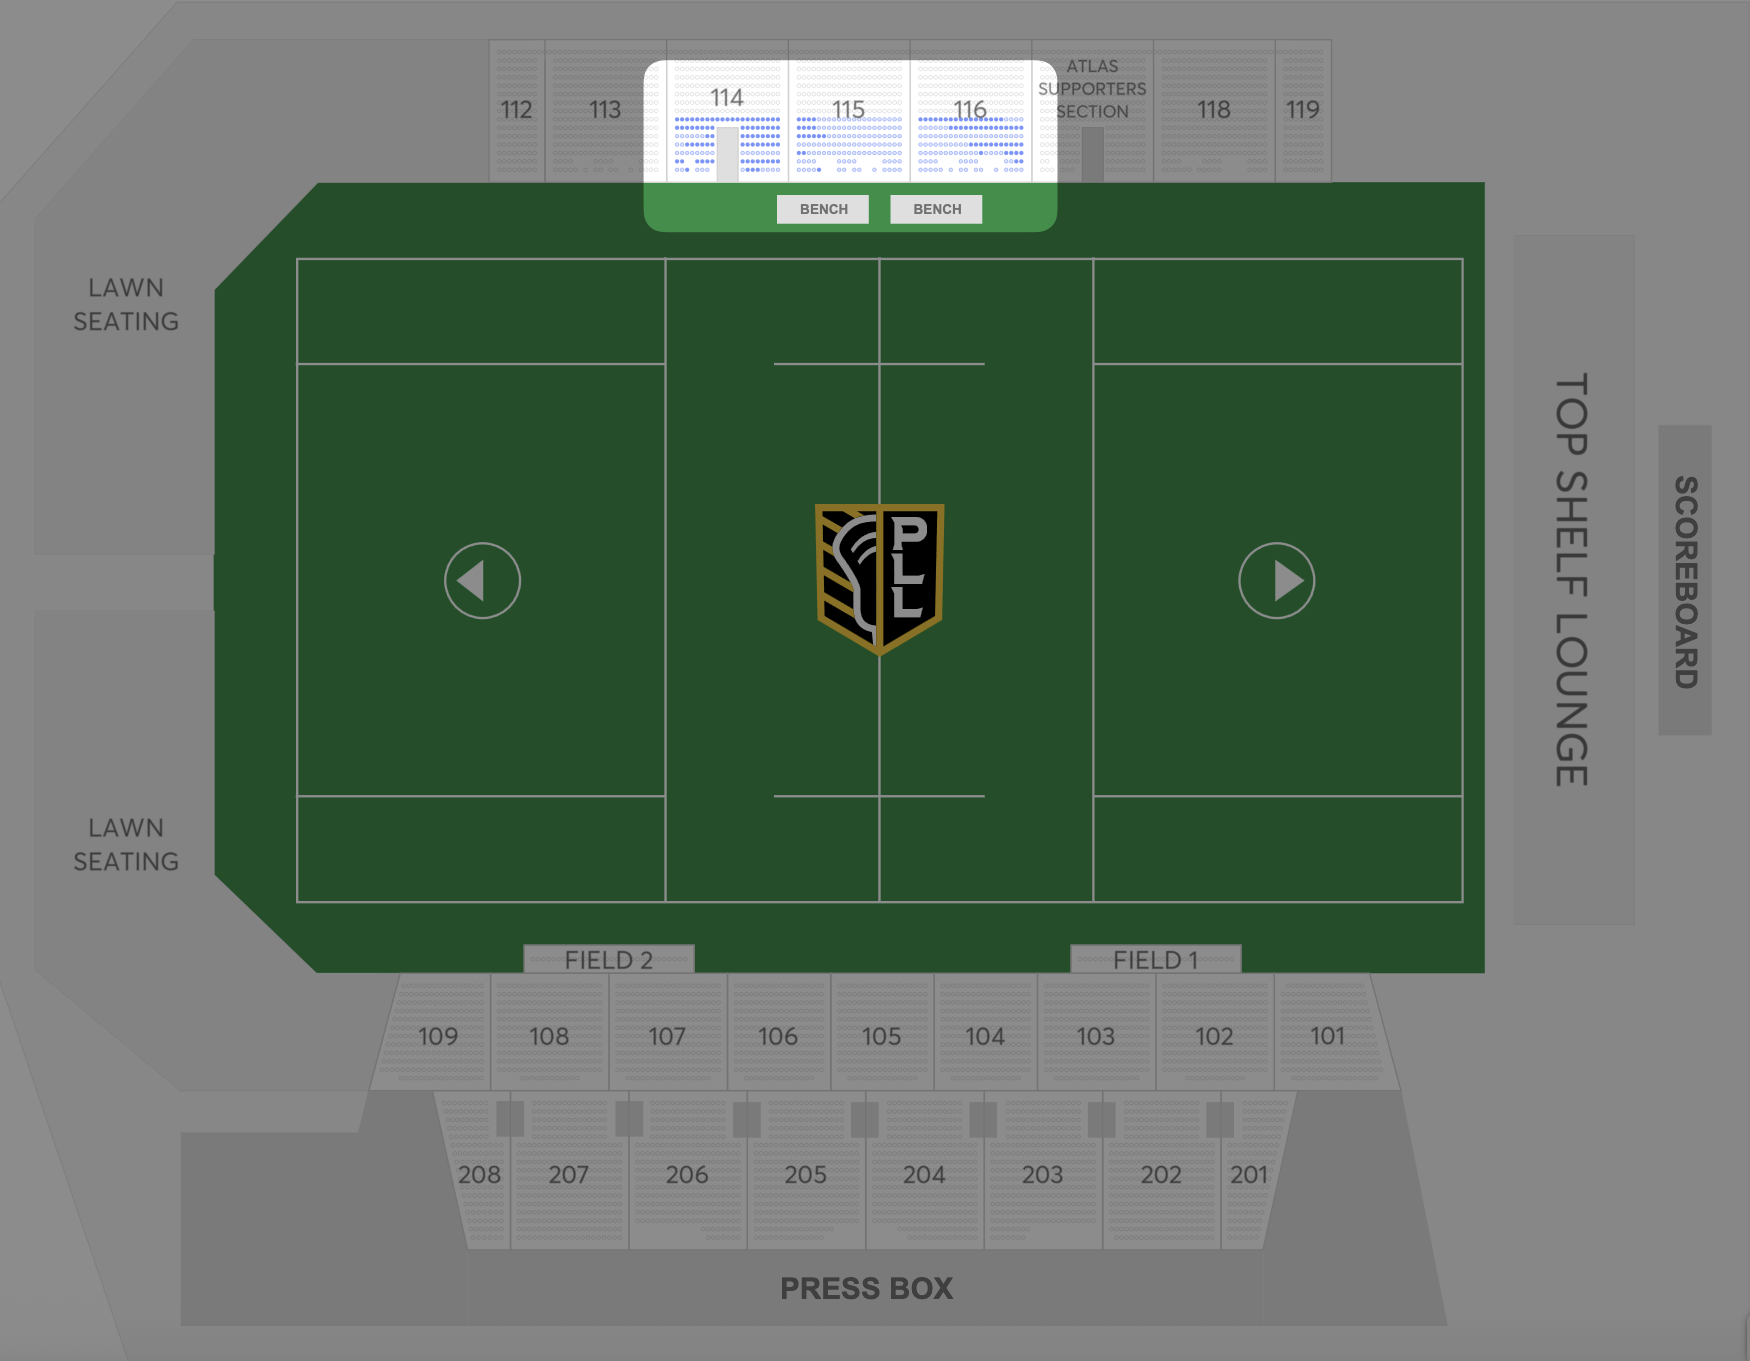 112
113
114
115
116
ATLAS
SUPPORTERS
SECTION
118
119
BENCH
BENCH
LAWN
SEATING
TOP SHELF LOUNGE
SCOREBOARD
PLL
LAWN
SEATING
FIELD 2
FIELD 1
109
108
107
106
105
104
103
102
101
208
207
206
205
204
203
202
201
PRESS BOX